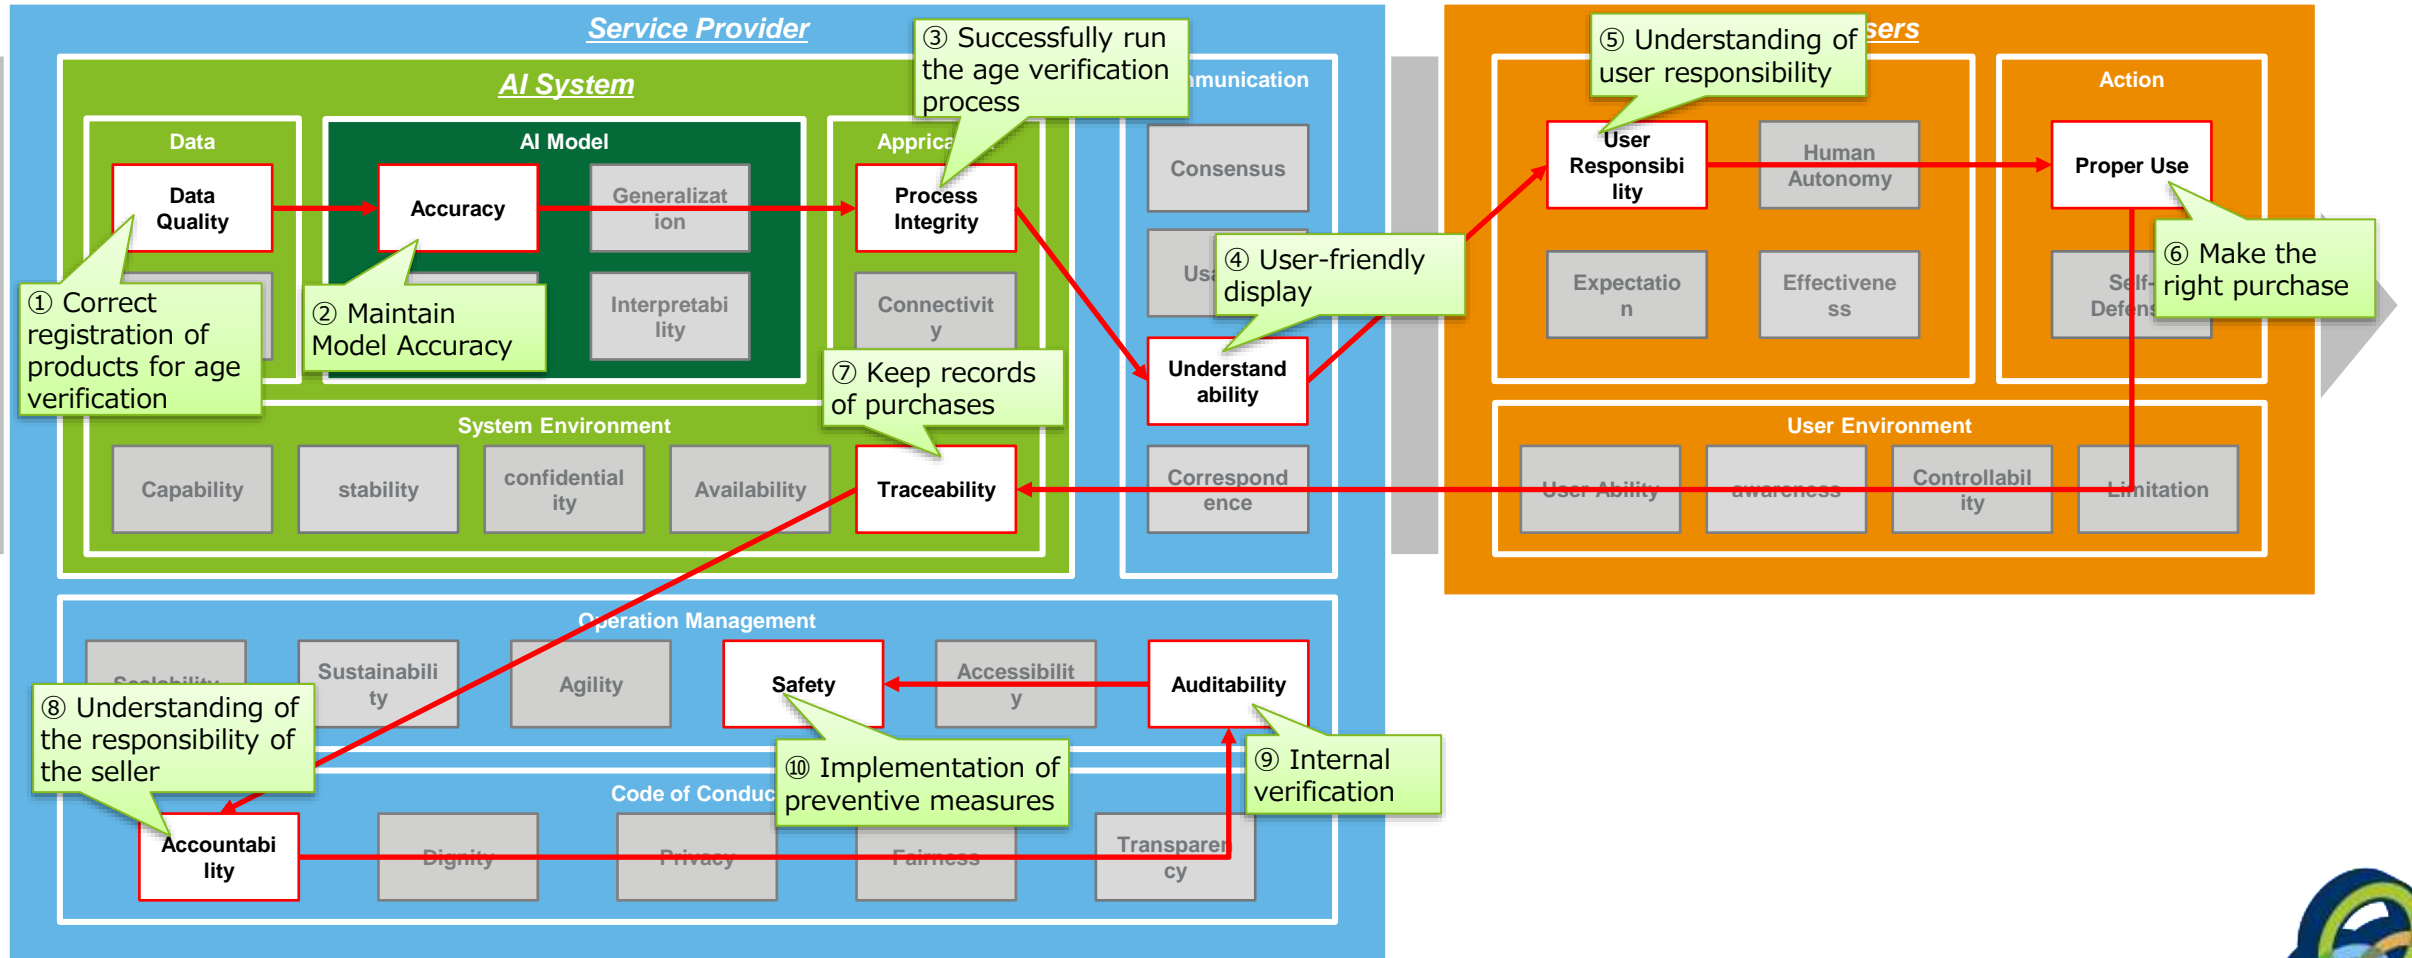 Service Provider
AI System
③ Successfully run
the age verification
process
⑤ Understanding of
user responsibility
Action
Data
AI Model
Data
Quality
Accuracy
Generalizat
ion
Process
Integrity
Consensus
User
Responsibi
lity
Human
Autonomy
Proper Use
① Correct
registration of
products for age
verification
② Maintain
Model Accuracy
Interpretabi
lity
Connectivit
y
④ User-friendly
display
Expectatio
n
Effectivene
ss
Self-
⑥ Make the
right purchase
⑦ Keep records
of purchases
Understand
ability
System Environment
User Environment
Capability
stability
confidential
ity
Availability
Traceability
Correspond
ence
User Ability
awareness
Controllabil
ity
Limitation
Operation Management
Sustainabili
ty
Agility
Safety
Accessibilit
y
Auditability
⑧ Understanding of
the responsibility of
the seller
⑩ Implementation of
preventive measures
⑨ Internal
verification
Code of Conduc
Accountabi
lity
Dignity
Privacy
Fairness
Transparen
cy